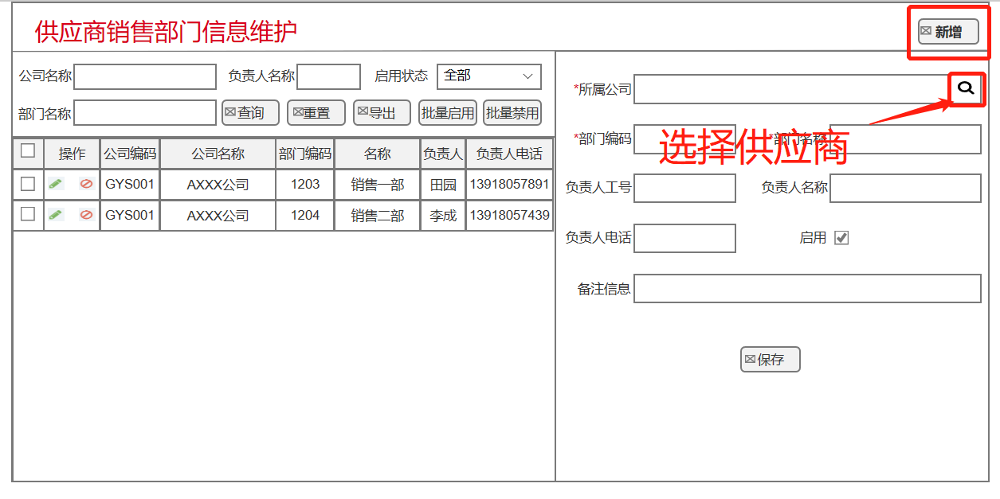 供应商销售部门信息维护
新增
公司名称 负责人名称 启用状态 全部
部门名称 查询 重置 导出 批量启用 批量禁用
操作 公司编码 公司名称 部门编码 名称 负责人 负责人电话
GYS001 AXXX公司 1203 销售一部 田园 13918057891
GYS001 AXXX公司 1204 销售二部 李成 13918057439
*所属公司
*部门编码 *部门名称
选择供应商
负责人工号 负责人名称
负责人电话 启用
备注信息
保存